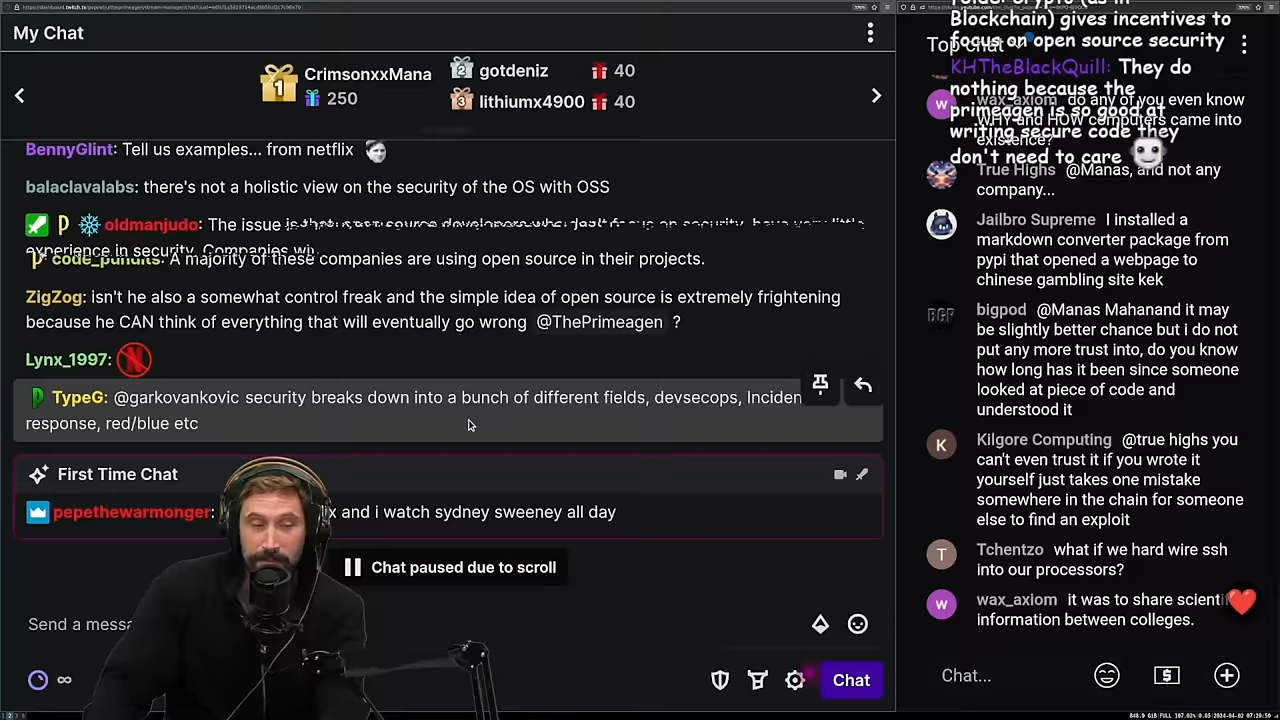 My Chat
CrimsonxxMana
250
gotdeniz
40
lithiumx4900
40
BennyGlint: Tell us examples... from netflix
balaclavalabs: there's not a holistic view on the security of the OS with OSS
oldmanjudo: The issue is that open source developers who don't focus on security, have very little
experience in security. Companies wi
code_pundits: A majority of these companies are using open source in their projects.
ZigZog: isn't he also a somewhat control freak and the simple idea of open source is extremely frightening
because he CAN think of everything that will eventually go wrong @ThePrimeagen ?
Lynx_1997:
TypeG: @garkovankovic security breaks down into a bunch of different fields, devsecops, Inciden
response, red/blue etc
First Time Chat
pepethewarmonger: x and i watch sydney sweeney all day
Chat paused due to scroll
Send a messa
Chat
Top chat
Blockchain) gives incentives to
focus on open source security
KHTheBlackQuill: They do
nothing because the
primeagen is so good at
writing secure code they
don't need to care
wax_axiom do any of you even know
WHY and HOW computers came into
existence?
True Highs @Manas, and not any
company...
Jailbro Supreme I installed a
markdown converter package from
pypi that opened a webpage to
chinese gambling site kek
bigpod @Manas Mahanand it may
be slightly better chance but i do not
put any more trust into, do you know
how long has it been since someone
looked at piece of code and
understood it
Kilgore Computing @true highs you
can't even trust it if you wrote it
yourself just takes one mistake
somewhere in the chain for someone
else to find an exploit
Tchentzo what if we hard wire ssh
into our processors?
wax_axiom it was to share scienti
information between colleges.
Chat...